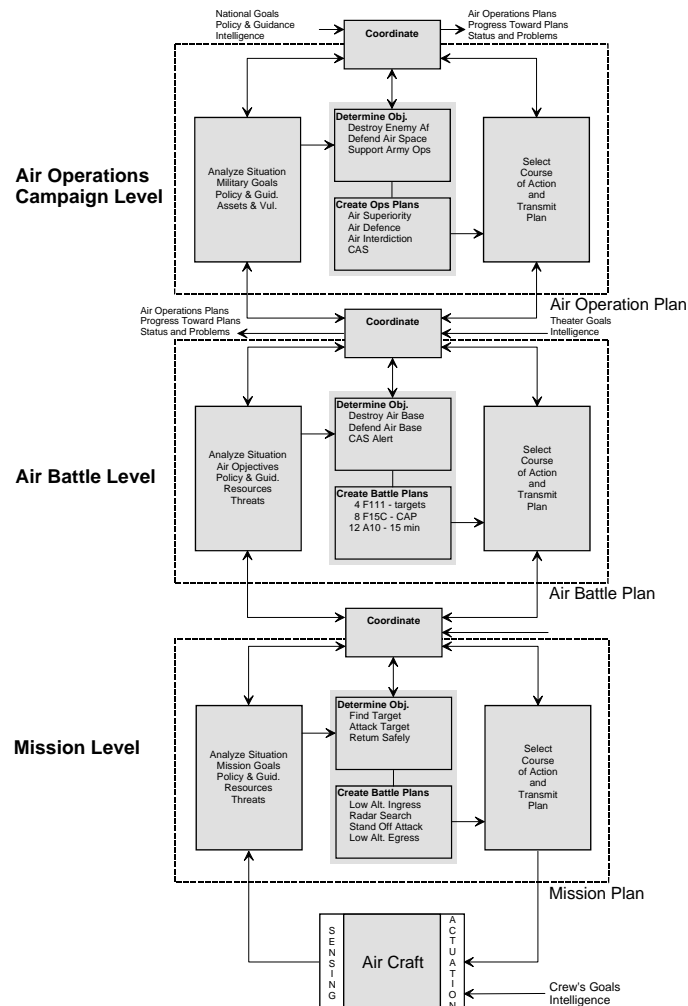 National Goals
Policy & Guidance
Intelligence
Coordinate
Air Operations Plans
Progress Toward Plans
Status and Problems
Air Operations
Campaign Level
Analyze Situation
Military Goals
Policy & Guid.
Assets & Vul.
Determine Obj.
Destroy Enemy Af
Defend Air Space
Support Army Ops
Create Ops Plans
Air Superiority
Air Defence
Air Interdiction
CAS
Select
Course
of Action
and
Transmit
Plan
Air Operation Plan
Air Operations Plans
Progress Toward Plans
Status and Problems
Coordinate
Theater Goals
Intelligence
Air Battle Level
Analyze Situation
Air Opjectives
Policy & Guid.
Resources
Threats
Determine Obj.
Destroy Air Base
Defend Air Base
CAS Alert
Create Battle Plans
4 F111 - targets
8 F15C - CAP
12 A10 - 15 min
Select
Course
of Action
and
Transmit
Plan
Air Battle Plan
Coordinate
Mission Level
Analyze Situation
Mission Goals
Policy & Guid.
Resources
Threats
Determine Obj.
Find Target
Attack Target
Return Safely
Create Battle Plans
Low Alt. Ingress
Radar Search
Stand Off Attack
Low Alt. Egress
Select
Course
of Action
and
Transmit
Plan
Mission Plan
SENSING
Air Craft
ACTUATION
Crew's Goals
Intelligence